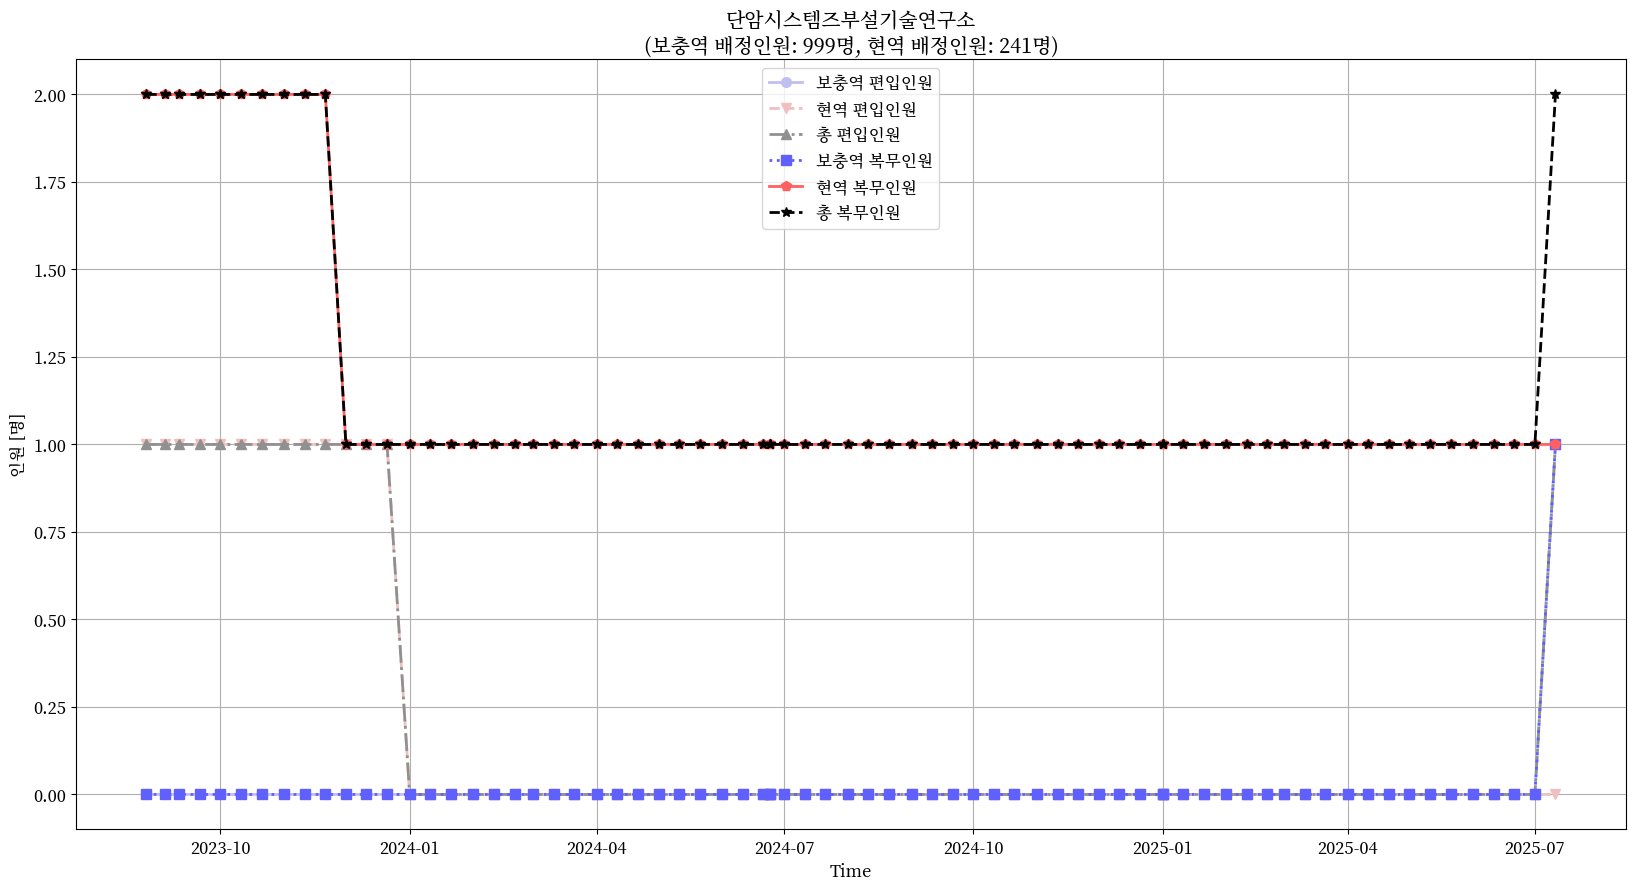 단암시스템즈부설기술연구소
(보충역 배정인원: 999명, 현역 배정인원: 241명)
보충역 편입인원
현역 편입인원
총 편입인원
보충역 복무인원
현역 복무인원
총 복무인원
2.00
1.75
1.50
1.25
1.00
0.75
0.50
0.25
0.00
인원 [명]
2023-10
2024-01
2024-04
2024-07
2024-10
2025-01
2025-04
2025-07
Time